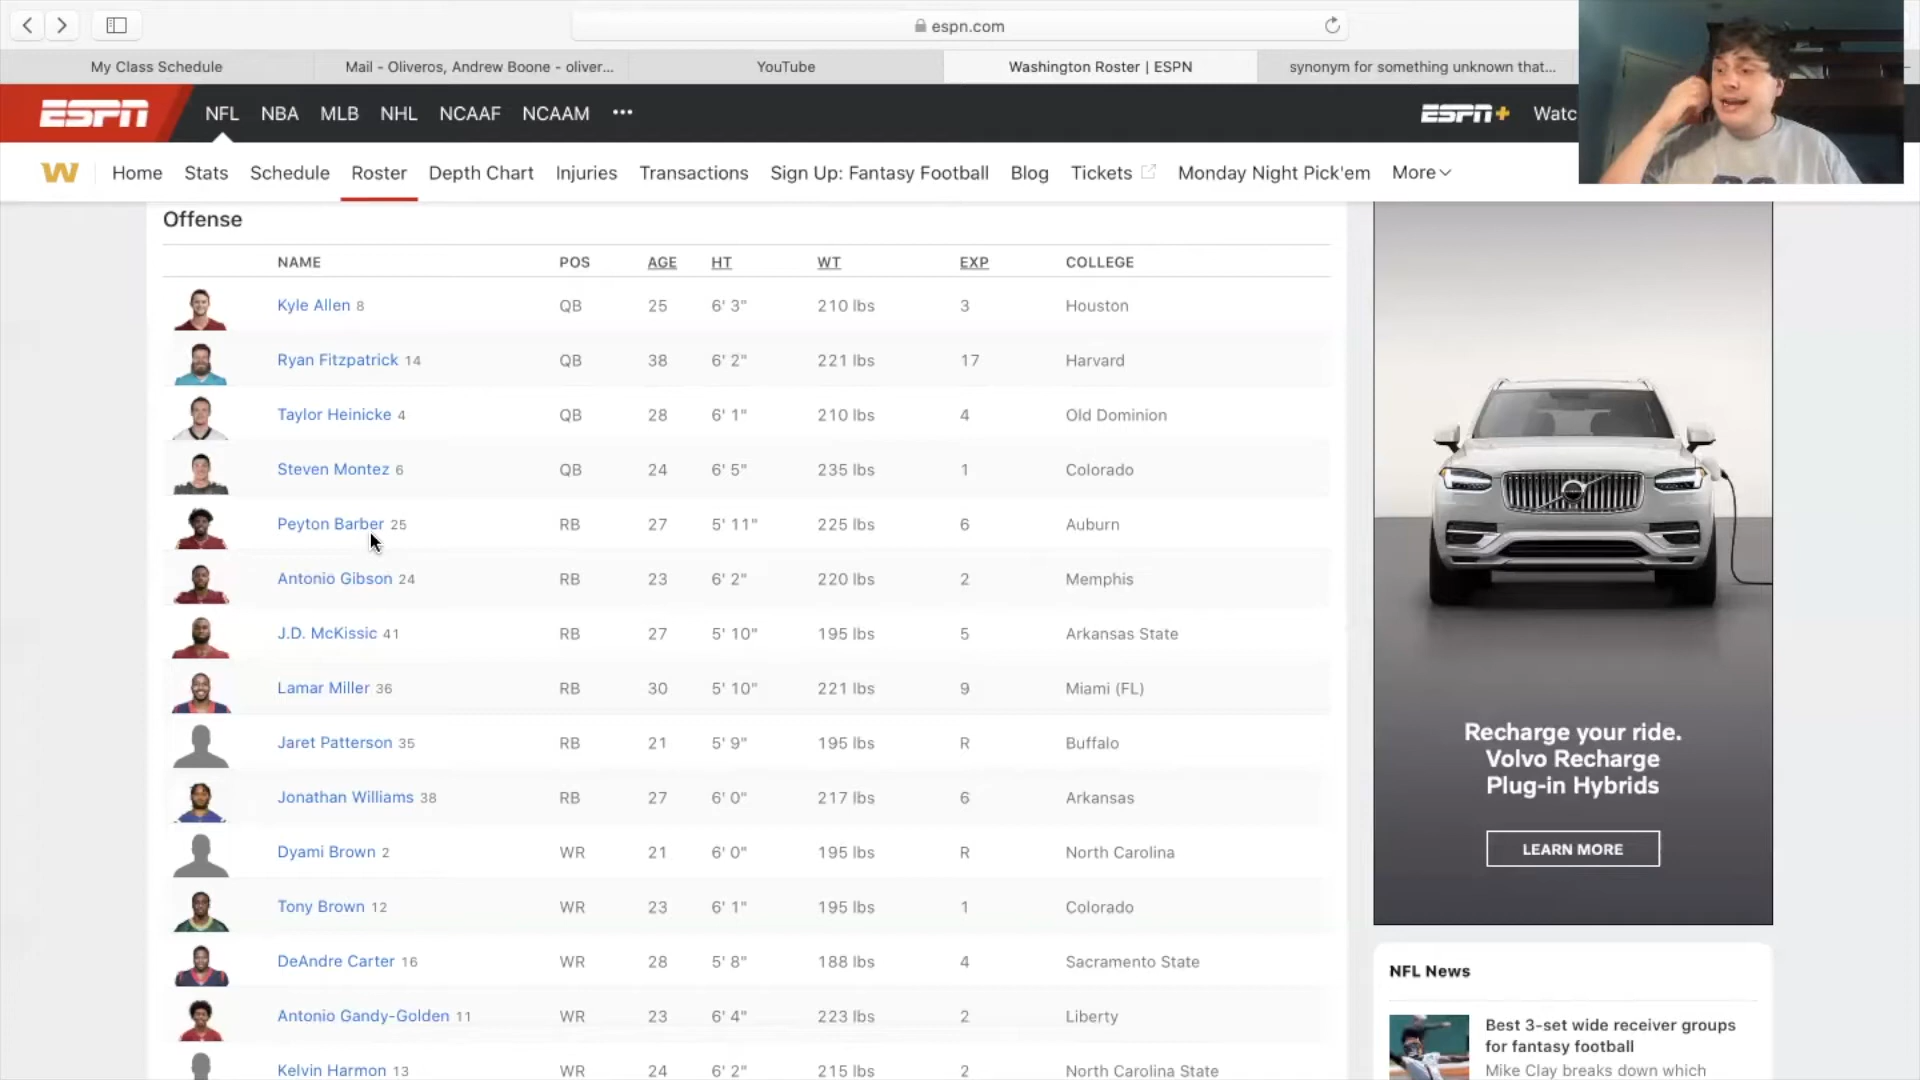 espn.com
My Class Schedule
Mail - Oliveros, Andrew Boone - oliver...
YouTube
Washington Roster | ESPN
synonym for something unknown that...
ESPN NFL NBA MLB NHL NCAAF NCAAM ••• ESPN+ Watc
W Home Stats Schedule Roster Depth Chart Injuries Transactions Sign Up: Fantasy Football Blog Tickets Monday Night Pick'em More
Offense
NAME POS AGE HT WT EXP COLLEGE
Kyle Allen 8 QB 25 6' 3" 210 lbs 3 Houston
Ryan Fitzpatrick 14 QB 38 6' 2" 221 lbs 17 Harvard
Taylor Heinicke 4 QB 28 6' 1" 210 lbs 4 Old Dominion
Steven Montez 6 QB 24 6' 5" 235 lbs 1 Colorado
Peyton Barber 25 RB 27 5' 11" 225 lbs 6 Auburn
Antonio Gibson 24 RB 23 6' 2" 220 lbs 2 Memphis
J.D. McKissic 41 RB 27 5' 10" 195 lbs 5 Arkansas State
Lamar Miller 36 RB 30 5' 10" 221 lbs 9 Miami (FL)
Jaret Patterson 35 RB 21 5' 9" 195 lbs R Buffalo
Jonathan Williams 38 RB 27 6' 0" 217 lbs 6 Arkansas
Dyami Brown 2 WR 21 6' 0" 195 lbs R North Carolina
Tony Brown 12 WR 23 6' 1" 195 lbs 1 Colorado
DeAndre Carter 16 WR 28 5' 8" 188 lbs 4 Sacramento State
Antonio Gandy-Golden 11 WR 23 6' 4" 223 lbs 2 Liberty
Kelvin Harmon 13 WR 24 6' 2" 215 lbs 2 North Carolina State
Recharge your ride.
Volvo Recharge
Plug-in Hybrids
LEARN MORE
NFL News
Best 3-set wide receiver groups
for fantasy football
Mike Clay breaks down which